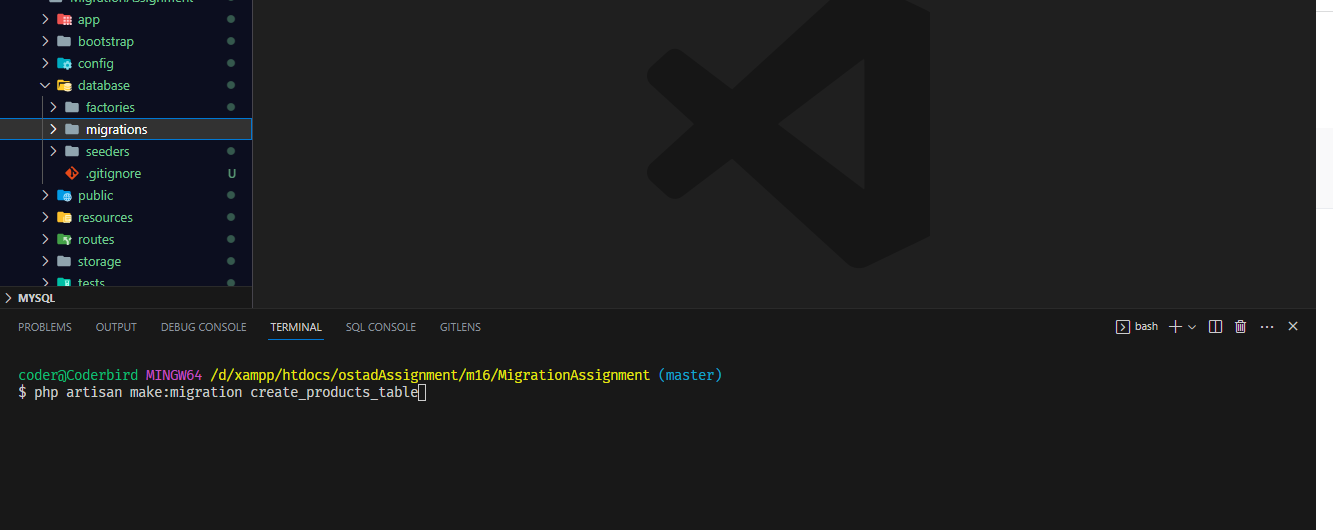 MigrationAssignment
app
bootstrap
config
database
factories
migrations
seeders
.gitignore U
public
resources
routes
storage
tests
MYSQL
PROBLEMS OUTPUT DEBUG CONSOLE TERMINAL SQL CONSOLE GITLENS bash
coder@Coderbird MINGW64 /d/xampp/htdocs/ostadAssignment/m16/MigrationAssignment (master)
$ php artisan make:migration create_products_table